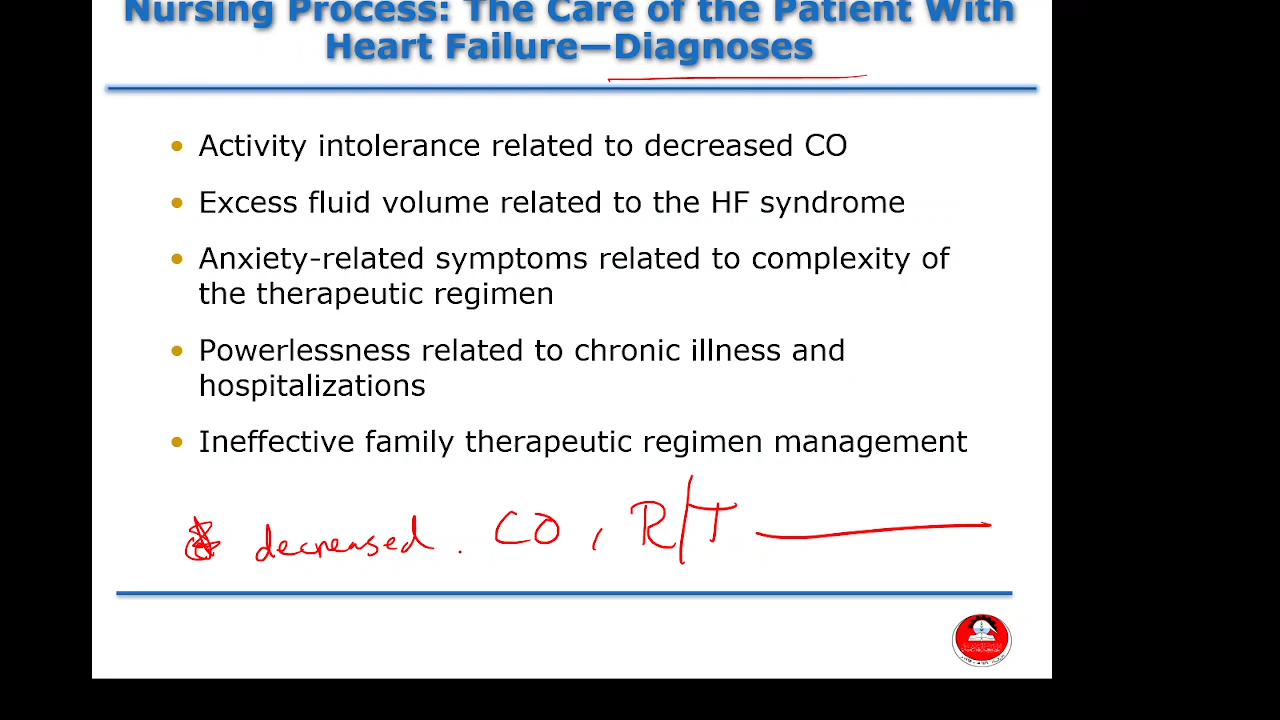 Nursing Process: The Care of the Patient With
Heart Failure—Diagnoses
• Activity intolerance related to decreased CO
• Excess fluid volume related to the HF syndrome
• Anxiety-related symptoms related to complexity of
the therapeutic regimen
• Powerlessness related to chronic illness and
hospitalizations
• Ineffective family therapeutic regimen management
decreased. CO, R/T